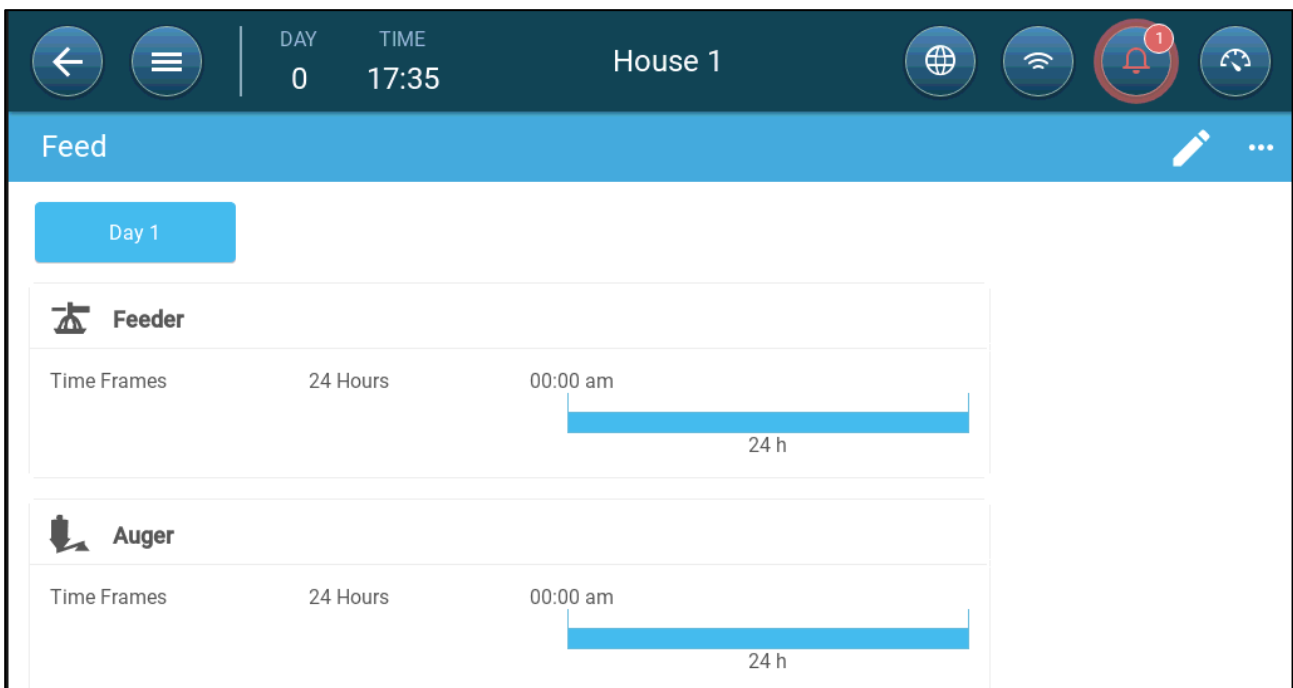 DAY TIME
0 17:35 House 1 1
Feed
Day 1
Feeder
Time Frames 24 Hours 00:00 am
24 h
Auger
Time Frames 24 Hours 00:00 am
24 h